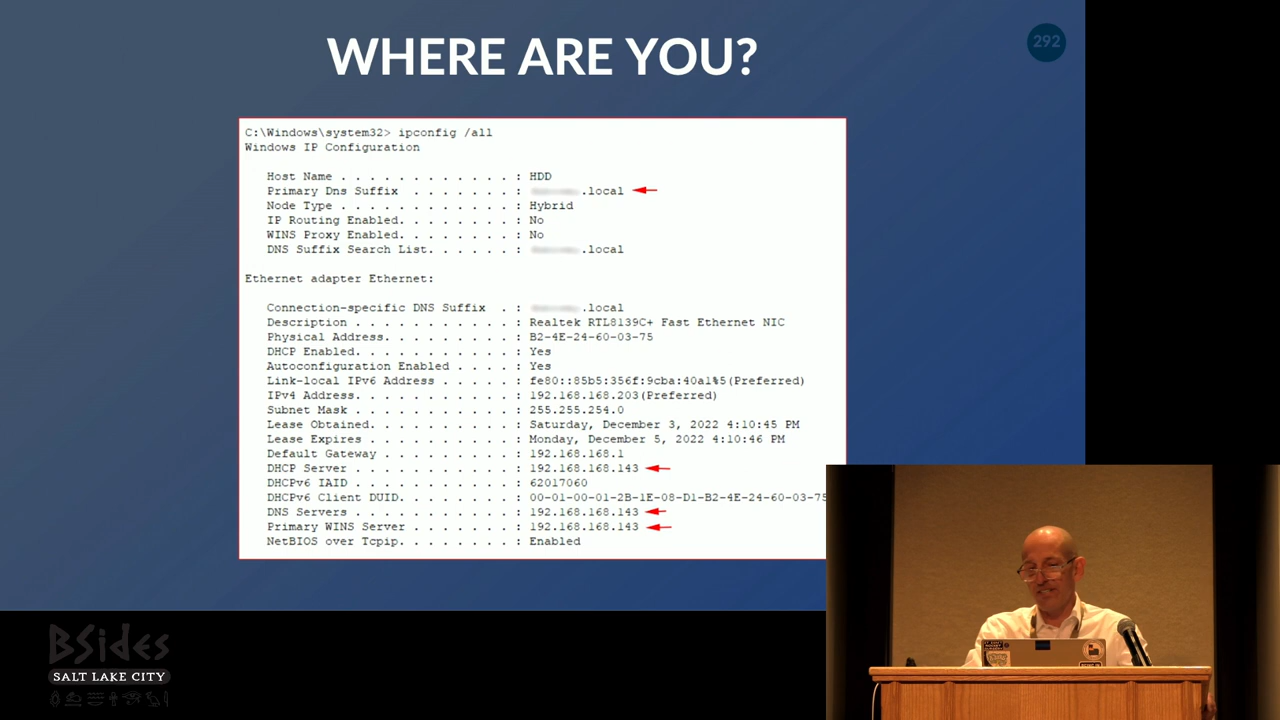 WHERE ARE YOU?
292
C:\Windows\system32> ipconfig /all
Windows IP Configuration
Host Name . . . . . . . . . . . . : HDD
Primary Dns Suffix . . . . . . . : .local
Node Type . . . . . . . . . . . . : Hybrid
IP Routing Enabled. . . . . . . . : No
WINS Proxy Enabled. . . . . . . . : No
DNS Suffix Search List. . . . . . : .local
Ethernet adapter Ethernet:
Connection-specific DNS Suffix . : .local
Description . . . . . . . . . . . : Realtek RTL8139C+ Fast Ethernet NIC
Physical Address. . . . . . . . . : B2-4E-24-60-03-75
DHCP Enabled. . . . . . . . . . . : Yes
Autoconfiguration Enabled . . . . : Yes
Link-local IPv6 Address . . . . . : fe80::85b5:356f:9cba:40a1%5(Preferred)
IPv4 Address. . . . . . . . . . . : 192.168.168.203(Preferred)
Subnet Mask . . . . . . . . . . . : 255.255.254.0
Lease Obtained. . . . . . . . . . : Saturday, December 3, 2022 4:10:45 PM
Lease Expires . . . . . . . . . . : Monday, December 5, 2022 4:10:46 PM
Default Gateway . . . . . . . . . : 192.168.168.1
DHCP Server . . . . . . . . . . . : 192.168.168.143
DHCPv6 IAID . . . . . . . . . . . : 62017060
DHCPv6 Client DUID. . . . . . . . : 00-01-00-01-2B-1E-08-D1-B2-4E-24-60-03-75
DNS Servers . . . . . . . . . . . : 192.168.168.143
Primary WINS Server . . . . . . . : 192.168.168.143
NetBIOS over Tcpip. . . . . . . . : Enabled
BSides
SALT LAKE CITY